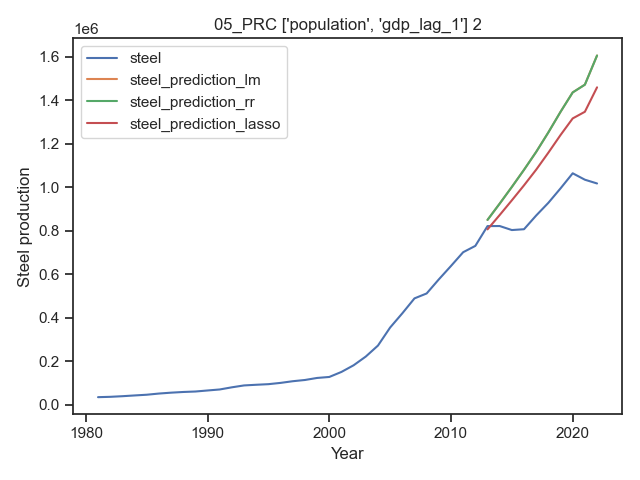 05_PRC ['population', 'gdp_lag_1'] 2
1e6
steel
steel_prediction_lm
steel_prediction_rr
steel_prediction_lasso
1.6
1.4
1.2
1.0
0.8
0.6
0.4
0.2
0.0
Steel production
1980
1990
2000
2010
2020
Year